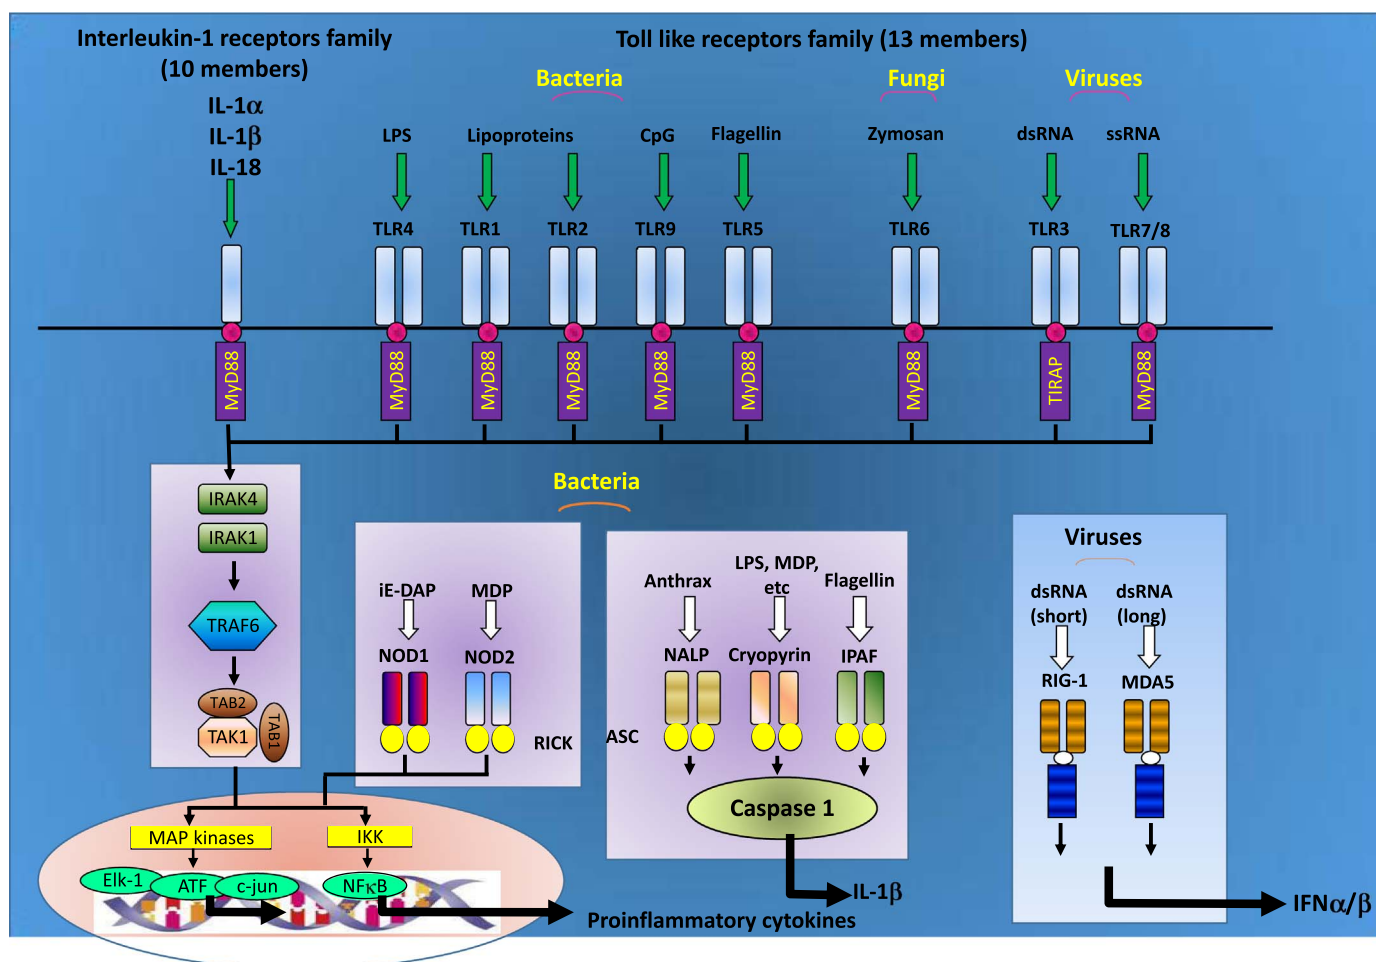 Interleukin-1 receptors family
(10 members)
Toll like receptors family (13 members)
Bacteria
Fungi
Viruses
IL-1α
IL-1β
IL-18
LPS
Lipoproteins
CpG
Flagellin
Zymosan
dsRNA
ssRNA
TLR4
TLR1
TLR2
TLR9
TLR5
TLR6
TLR3
TLR7/8
MyD88
MyD88
MyD88
MyD88
MyD88
MyD88
MyD88
TIRAP
MyD88
IRAK4
IRAK1
TRAF6
TAB2
TAK1
TAB1
Bacteria
iE-DAP
MDP
NOD1
NOD2
RICK
Anthrax
LPS, MDP,
etc
Flagellin
NALP
Cryopyrin
IPAF
ASC
Caspase 1
IL-1β
Viruses
dsRNA
(short)
dsRNA
(long)
RIG-1
MDA5
IFNα/β
MAP kinases
IKK
Elk-1
ATF
c-jun
NFκB
Proinflammatory cytokines